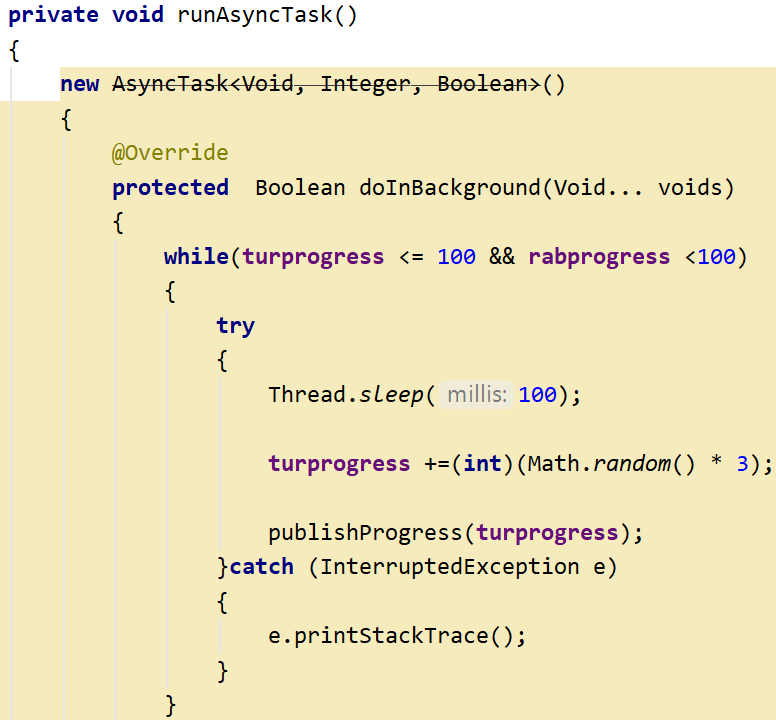 private void runAsyncTask()
{
new AsyncTask<Void, Integer, Boolean>()
{
@Override
protected  Boolean doInBackground(Void... voids)
{
while(turprogress <= 100 && rabprogress <100)
{
try
{
Thread.sleep( millis: 100);
turprogress +=(int)(Math.random() * 3);
publishProgress(turprogress);
}catch (InterruptedException e)
{
e.printStackTrace();
}
}